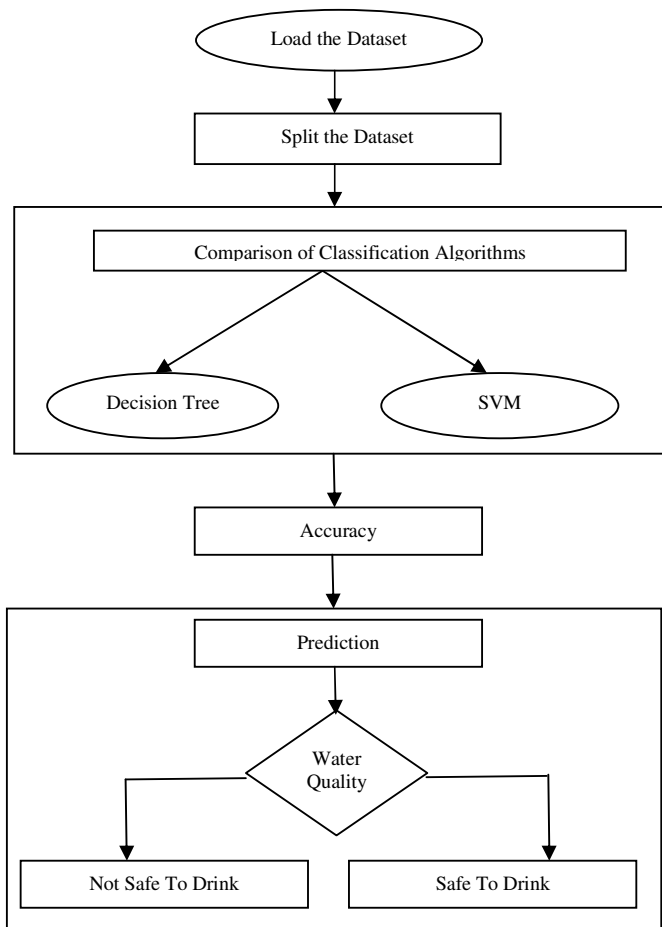 Load the Dataset
Split the Dataset
Comparison of Classification Algorithms
Decision Tree
SVM
Accuracy
Prediction
Water
Quality
Not Safe To Drink
Safe To Drink